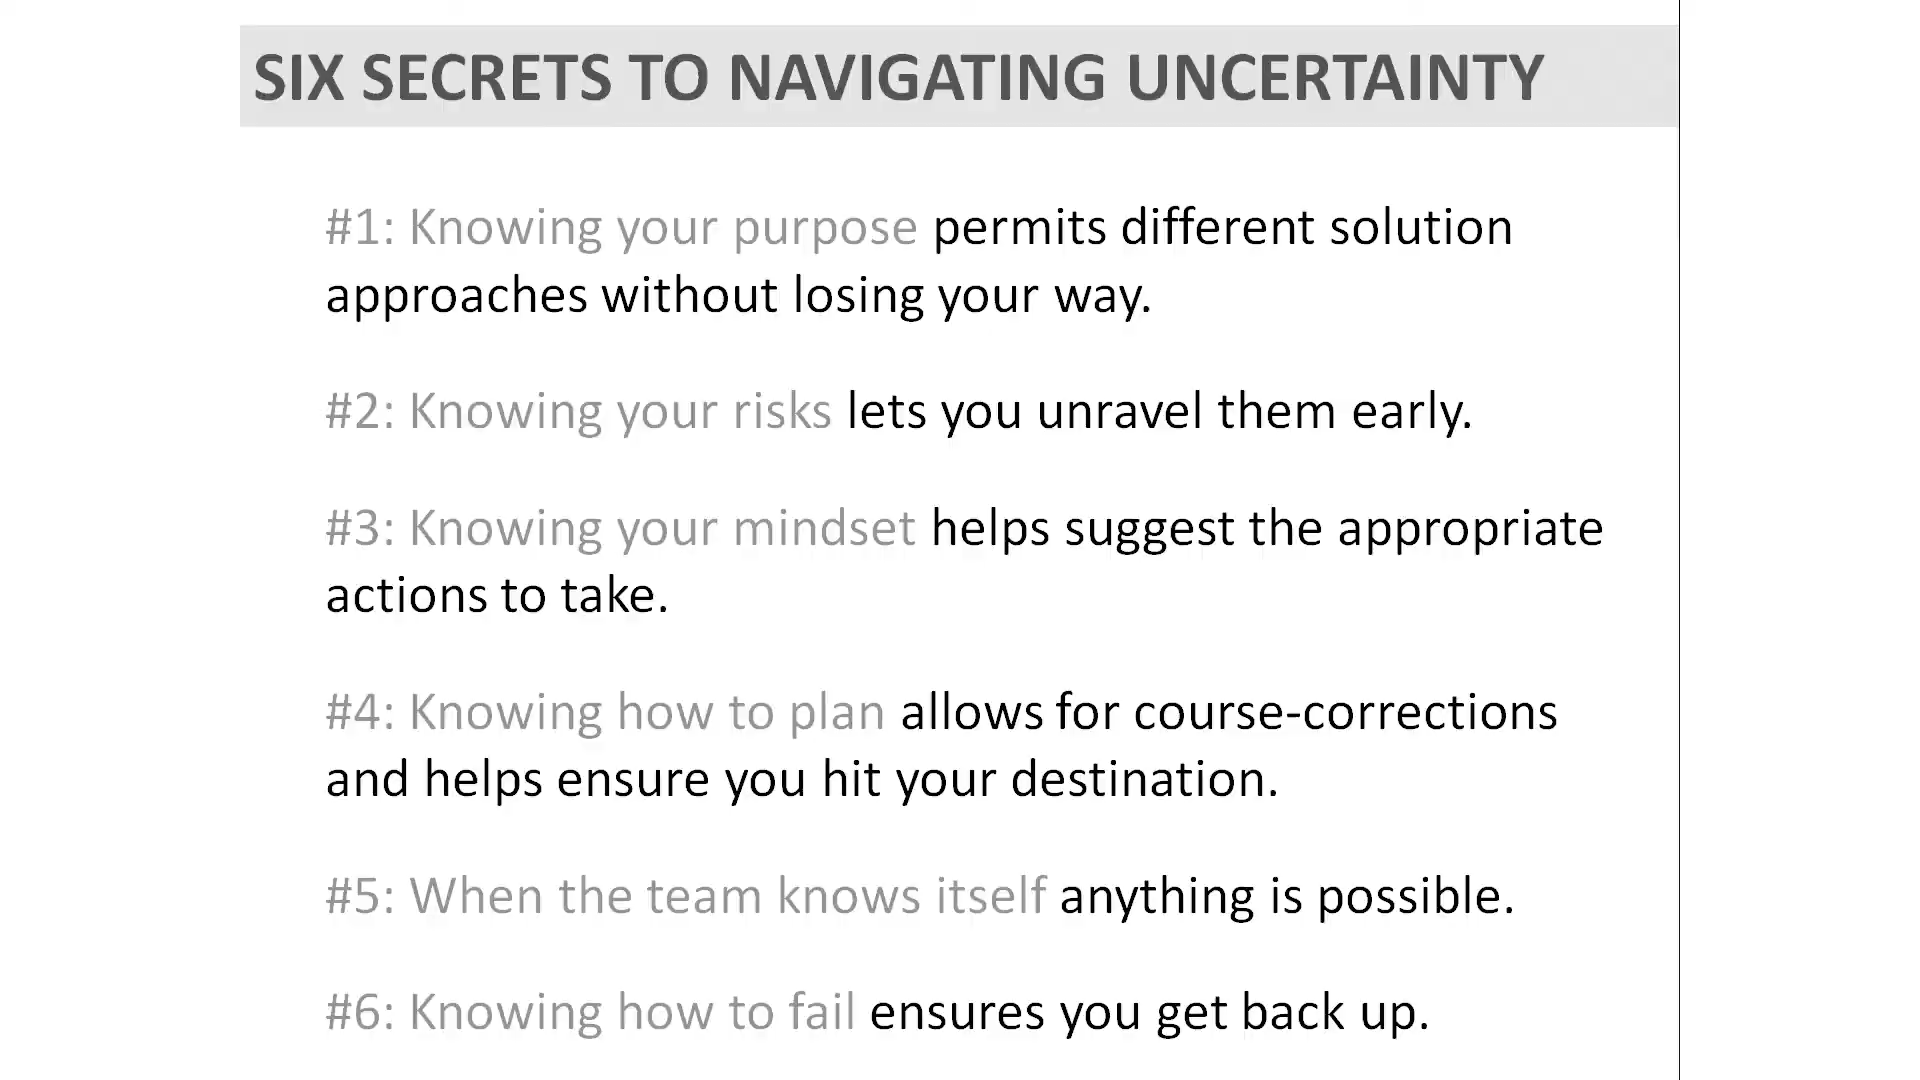 SIX SECRETS TO NAVIGATING UNCERTAINTY
#1: Knowing your purpose permits different solution
approaches without losing your way.
#2: Knowing your risks lets you unravel them early.
#3: Knowing your mindset helps suggest the appropriate
actions to take.
#4: Knowing how to plan allows for course-corrections
and helps ensure you hit your destination.
#5: When the team knows itself anything is possible.
#6: Knowing how to fail ensures you get back up.